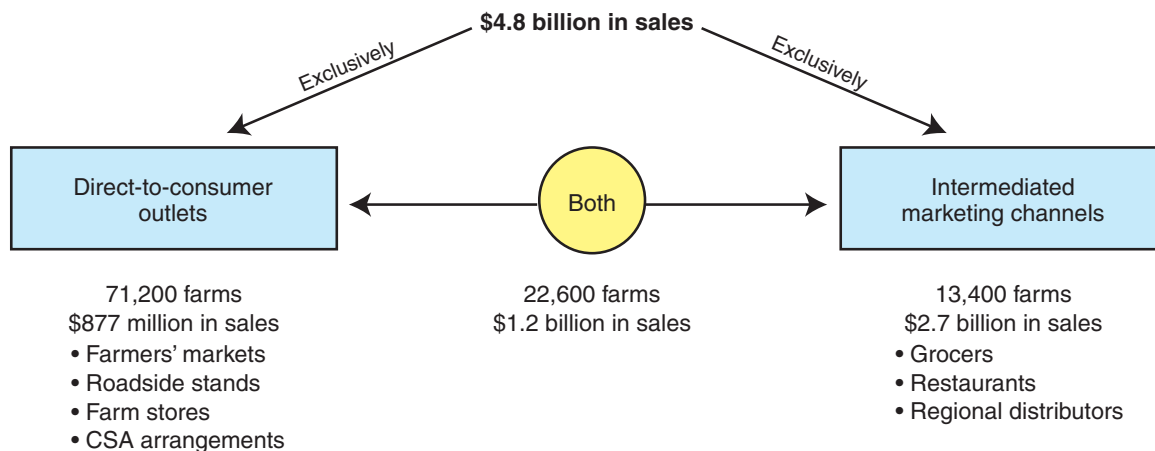 $4.8 billion in sales
Exclusively
Exclusively
Direct-to-consumer
outlets
Both
Intermediated
marketing channels
71,200 farms
$877 million in sales
• Farmers’ markets
• Roadside stands
• Farm stores
• CSA arrangements
22,600 farms
$1.2 billion in sales
13,400 farms
$2.7 billion in sales
• Grocers
• Restaurants
• Regional distributors